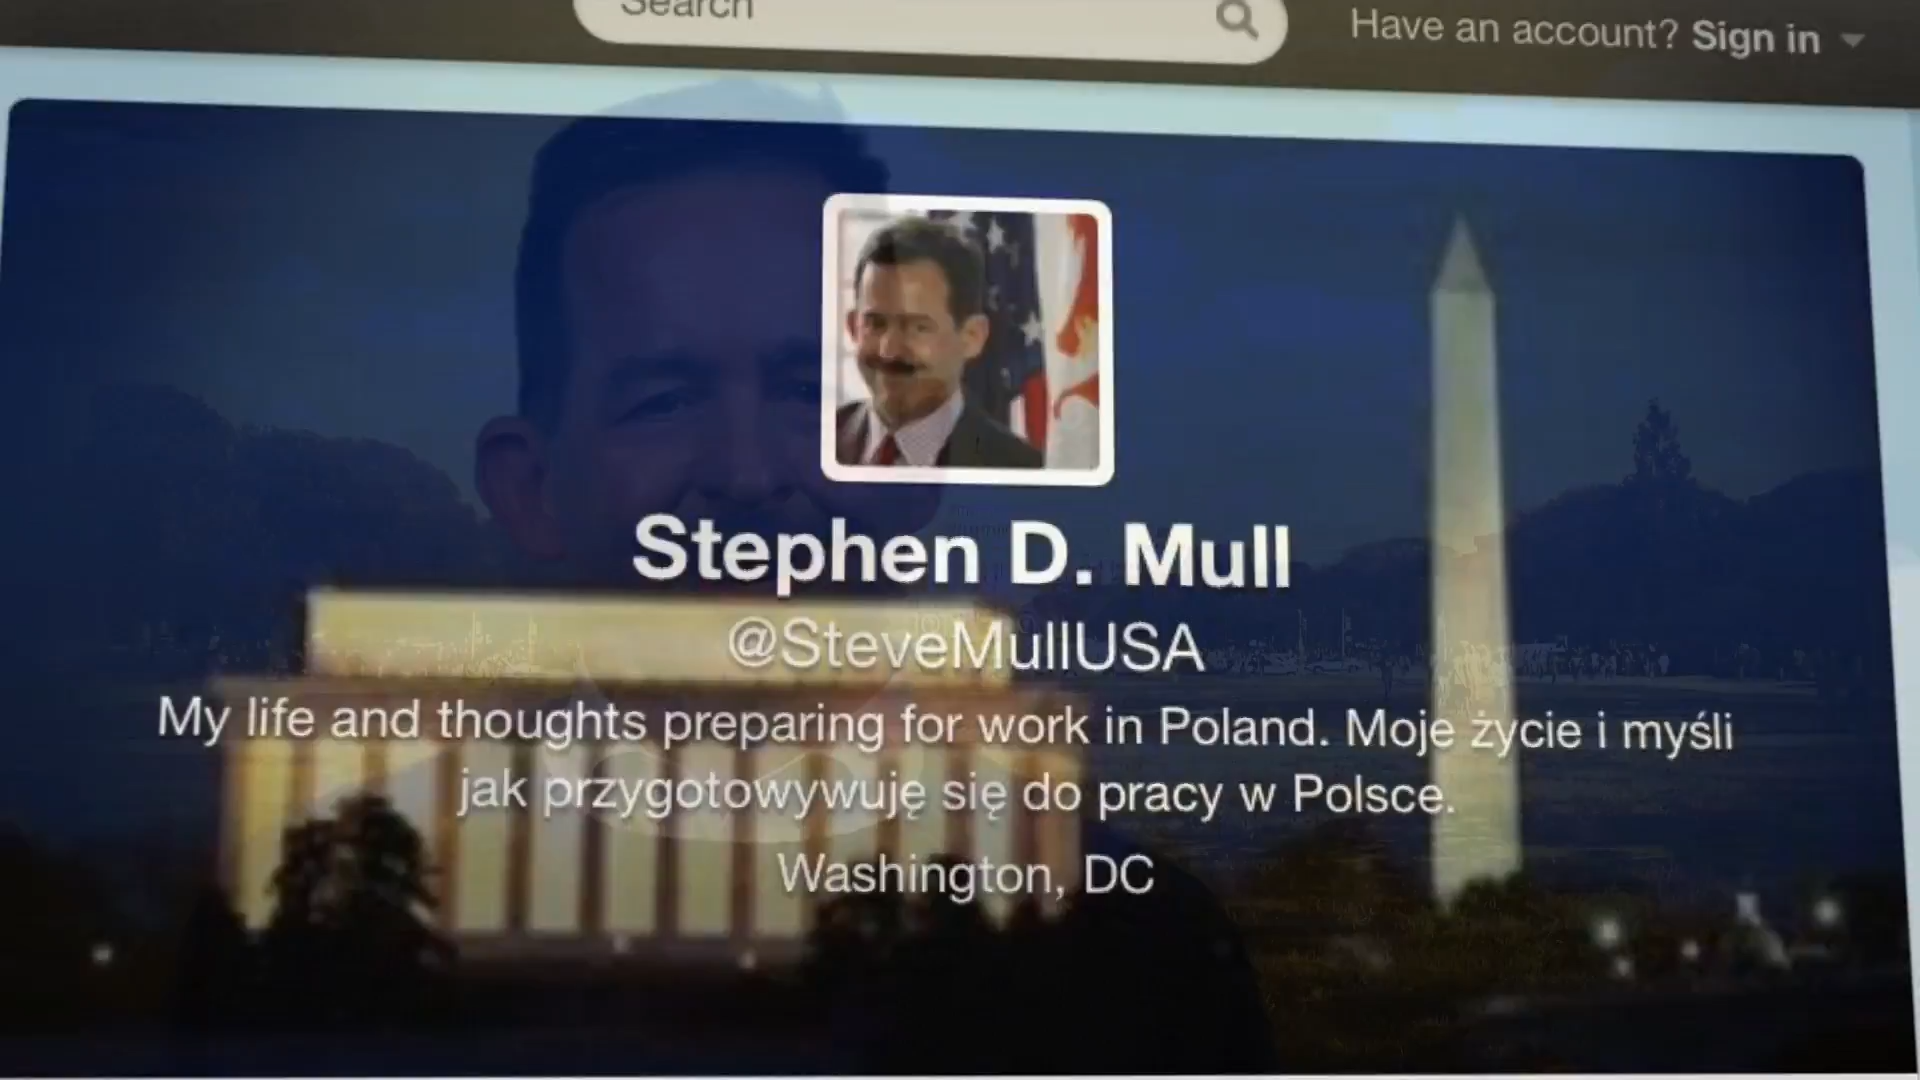 Search
Have an account? Sign in
Stephen D. Mull
@SteveMullUSA
My life and thoughts preparing for work in Poland. Moje życie i myśli
jak przygotowywuję się do pracy w Polsce.
Washington, DC